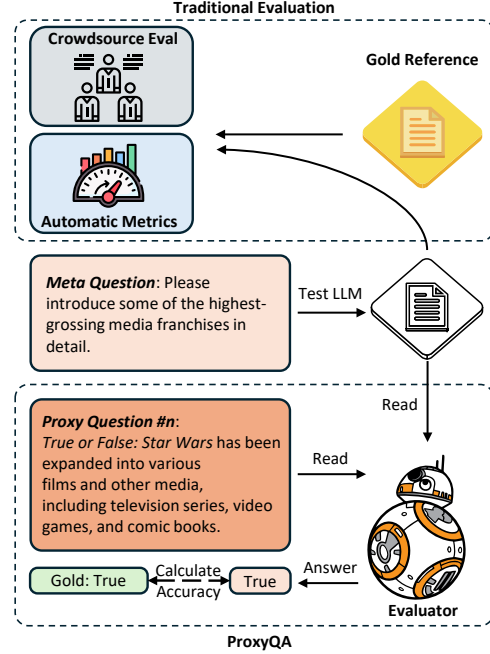 Traditional Evaluation
Crowdsource Eval
Gold Reference
Automatic Metrics
Meta Question: Please
introduce some of the highest-
grossing media franchises in
detail.
Test LLM
Read
Proxy Question #n:
True or False: Star Wars has been
expanded into various
films and other media,
including television series, video
games, and comic books.
Read
Gold: True
Calculate
Accuracy
True
Answer
Evaluator
ProxyQA